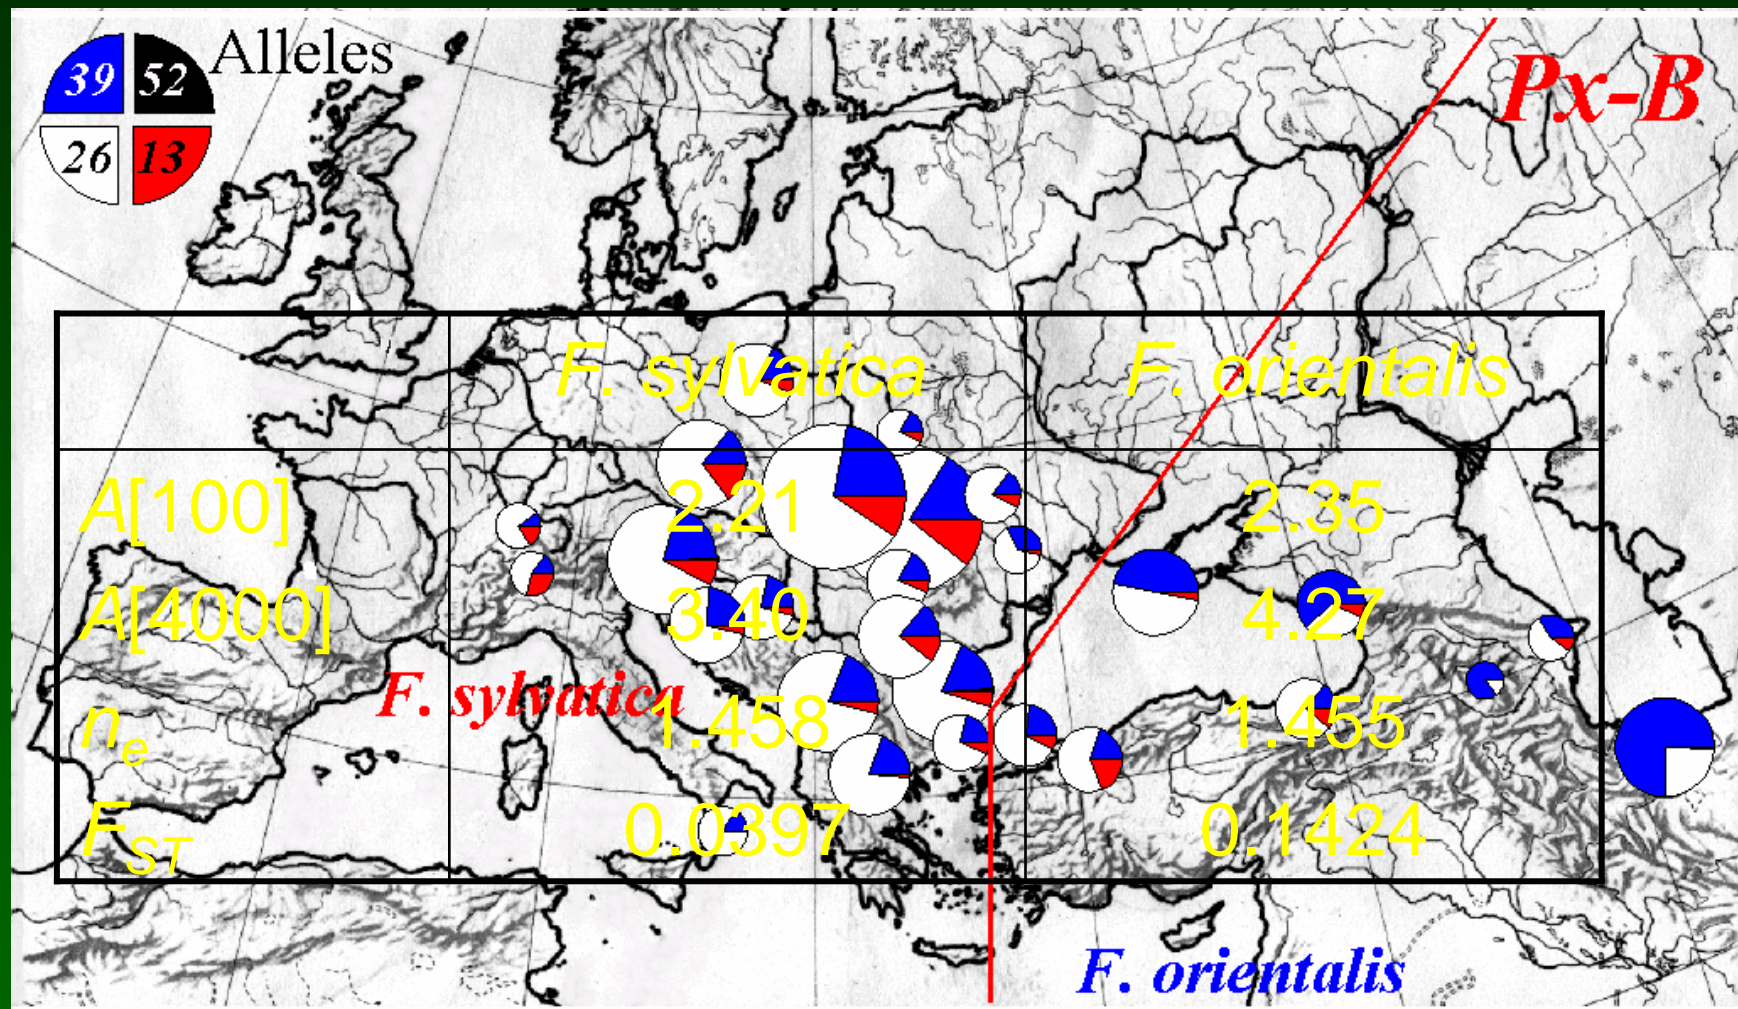 Alleles
39 52
26 13
Px-B
F. sylvatica F. orientalis
A[100] 2.21 2.35
A[4000] 3.40 4.27
F. sylvatica
ne 1.458 1.455
FST 0.0397 0.1424
F. orientalis